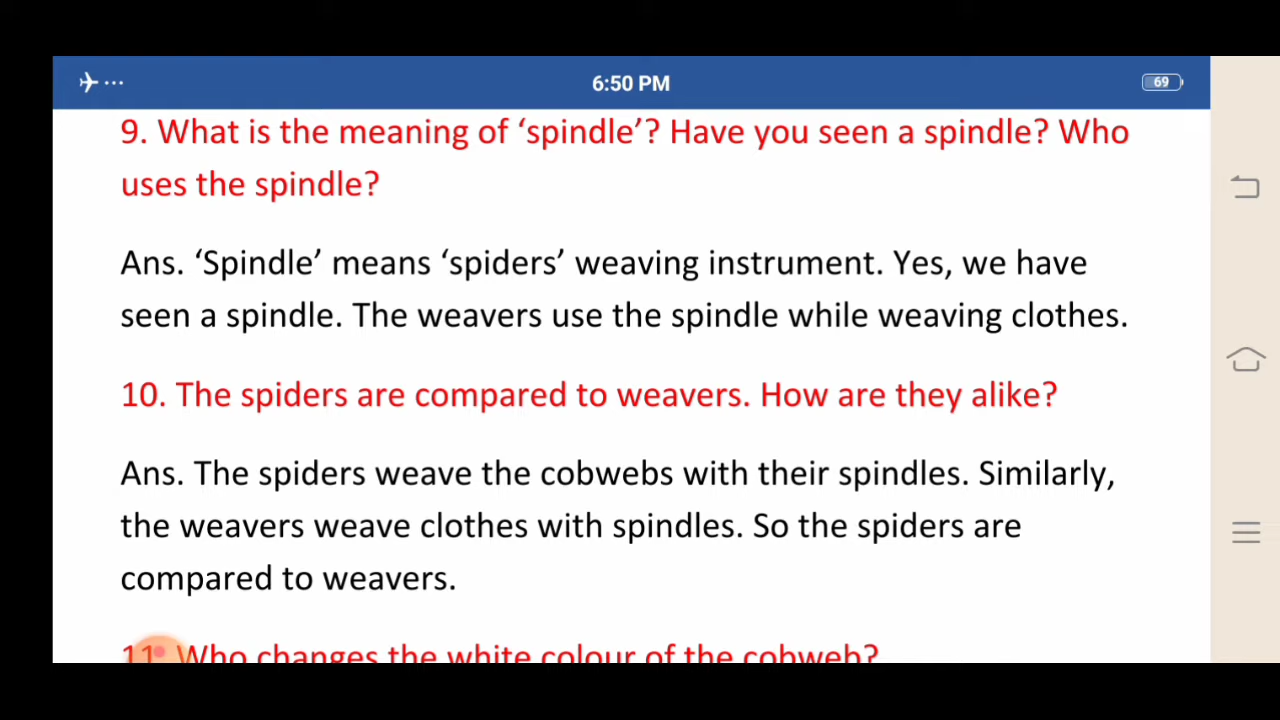 6:50 PM
69
9. What is the meaning of ‘spindle’? Have you seen a spindle? Who
uses the spindle?
Ans. ‘Spindle’ means ‘spiders’ weaving instrument. Yes, we have
seen a spindle. The weavers use the spindle while weaving clothes.
10. The spiders are compared to weavers. How are they alike?
Ans. The spiders weave the cobwebs with their spindles. Similarly,
the weavers weave clothes with spindles. So the spiders are
compared to weavers.
11. Who changes the white colour of the cobweb?